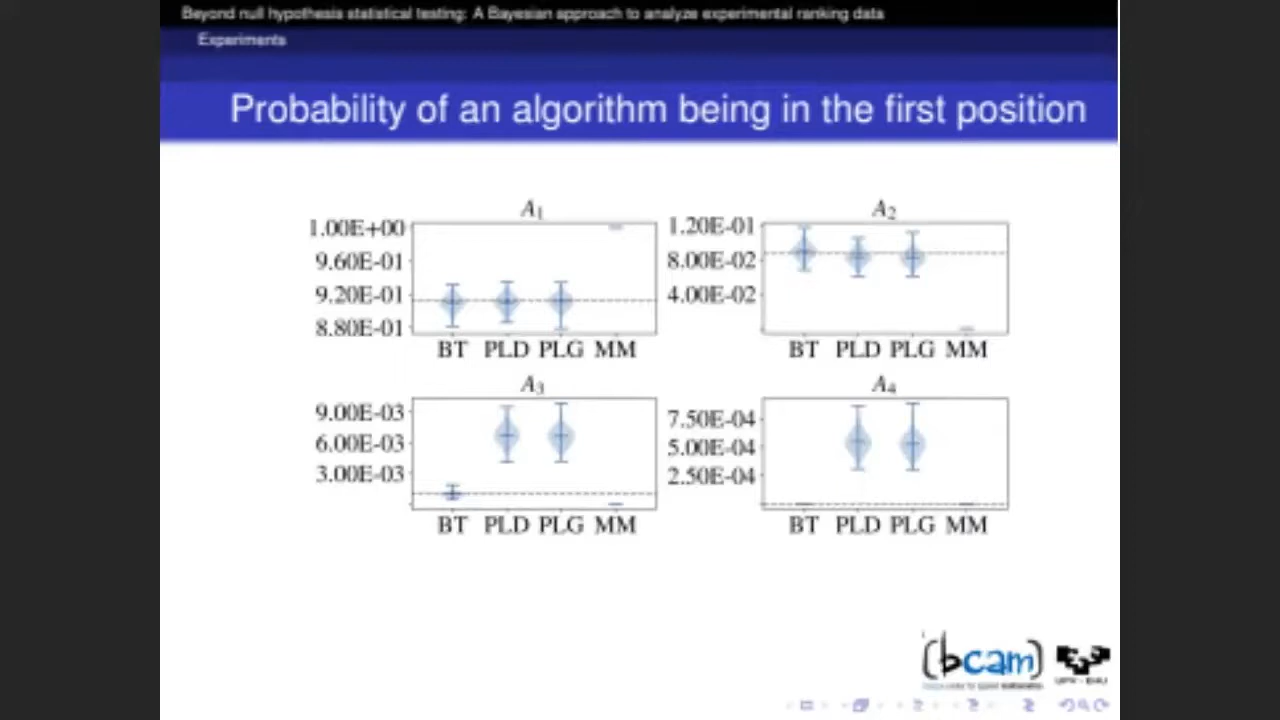 Beyond null hypothesis statistical testing: A Bayesian approach to analyze experimental ranking data
Experiments
Probability of an algorithm being in the first position
A1
1.00E+00
9.60E-01
9.20E-01
8.80E-01
BT PLD PLG MM
A2
1.20E-01
8.00E-02
4.00E-02
BT PLD PLG MM
A3
9.00E-03
6.00E-03
3.00E-03
BT PLD PLG MM
A4
7.50E-04
5.00E-04
2.50E-04
BT PLD PLG MM
(bcam)